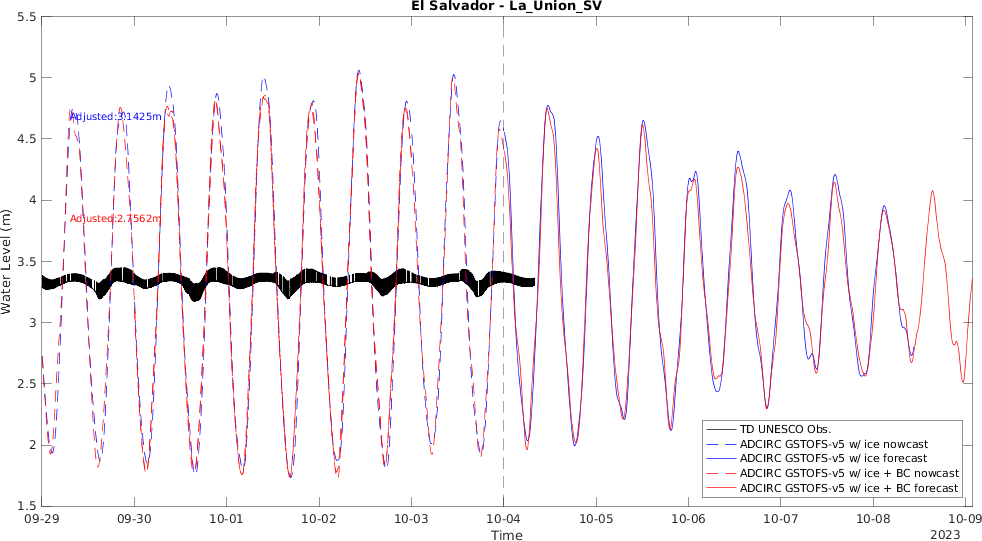 El Salvador - La_Union_SV
5.5
5
4.5
4
3.5
3
2.5
2
1.5
Water Level (m)
Adjusted:3.1425m
Adjusted:2.7562m
TD UNESCO Obs.
ADCIRC GSTOFS-v5 w/ ice nowcast
ADCIRC GSTOFS-v5 w/ ice forecast
ADCIRC GSTOFS-v5 w/ ice + BC nowcast
ADCIRC GSTOFS-v5 w/ ice + BC forecast
09-29 09-30 10-01 10-02 10-03 10-04 10-05 10-06 10-07 10-08 10-09
Time
2023